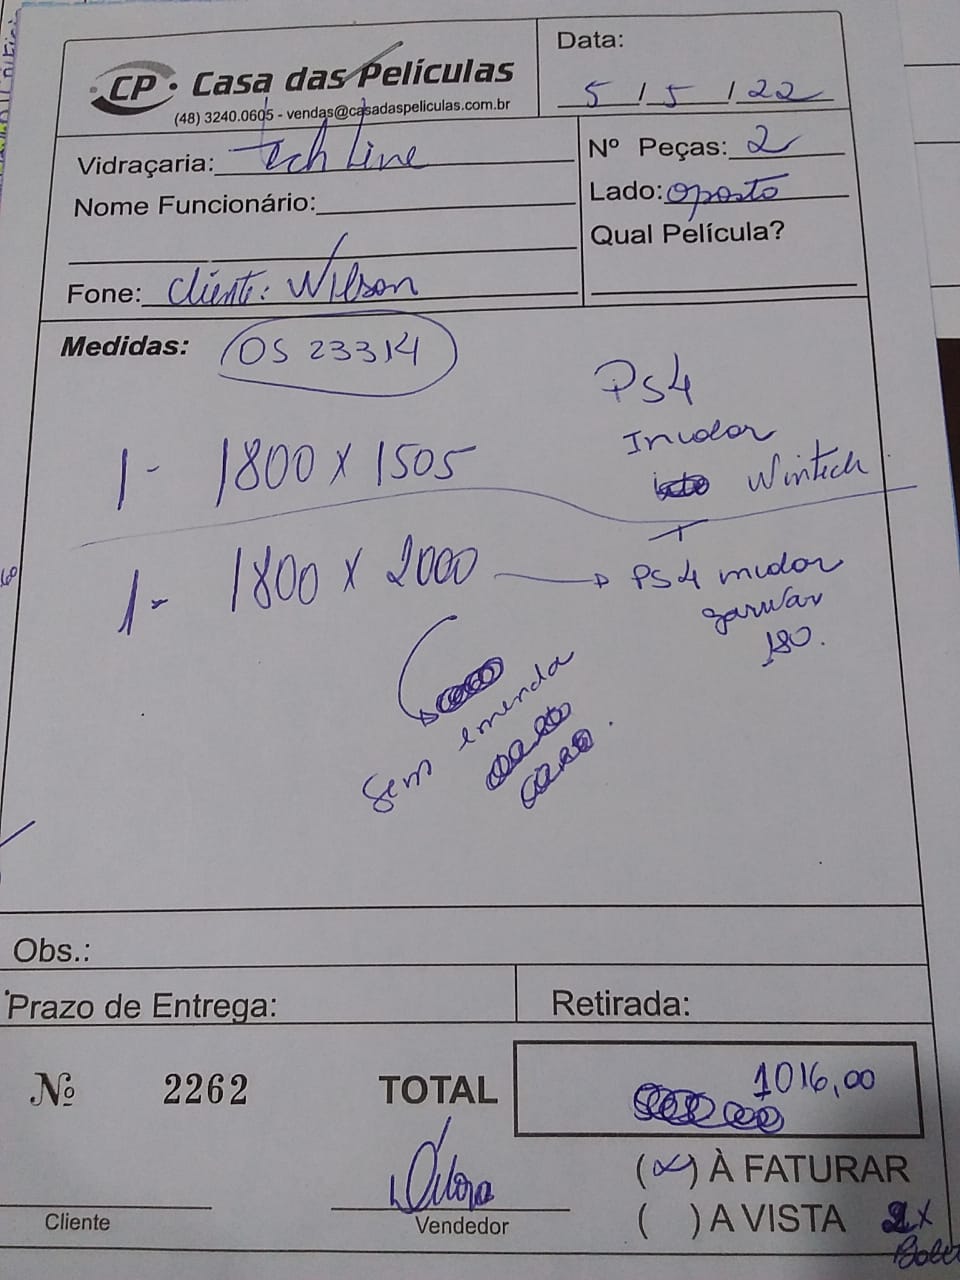 CP Casa das Películas
(48) 3240.0605 - vendas@casadaspeliculas.com.br
Data:
5 / 5 / 22
Vidraçaria: Tech Line
Nome Funcionário:
Fone: Cliente: Wilson
Nº Peças: 2
Lado: oposto
Qual Película?
Medidas: OS 23314
PS4
Incolor
1- 1800 x 1505
Wintech
1- 1800 x 2000
PS4 incolor
180.
Sem emenda
Obs.:
Prazo de Entrega:
Retirada:
Nº 2262
TOTAL
1016,00
(x) À FATURAR
( ) A VISTA
Cliente
Vendedor